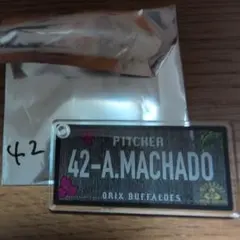 42
PITCHER
42-A.MACHADO
ORIX BUFFALOES